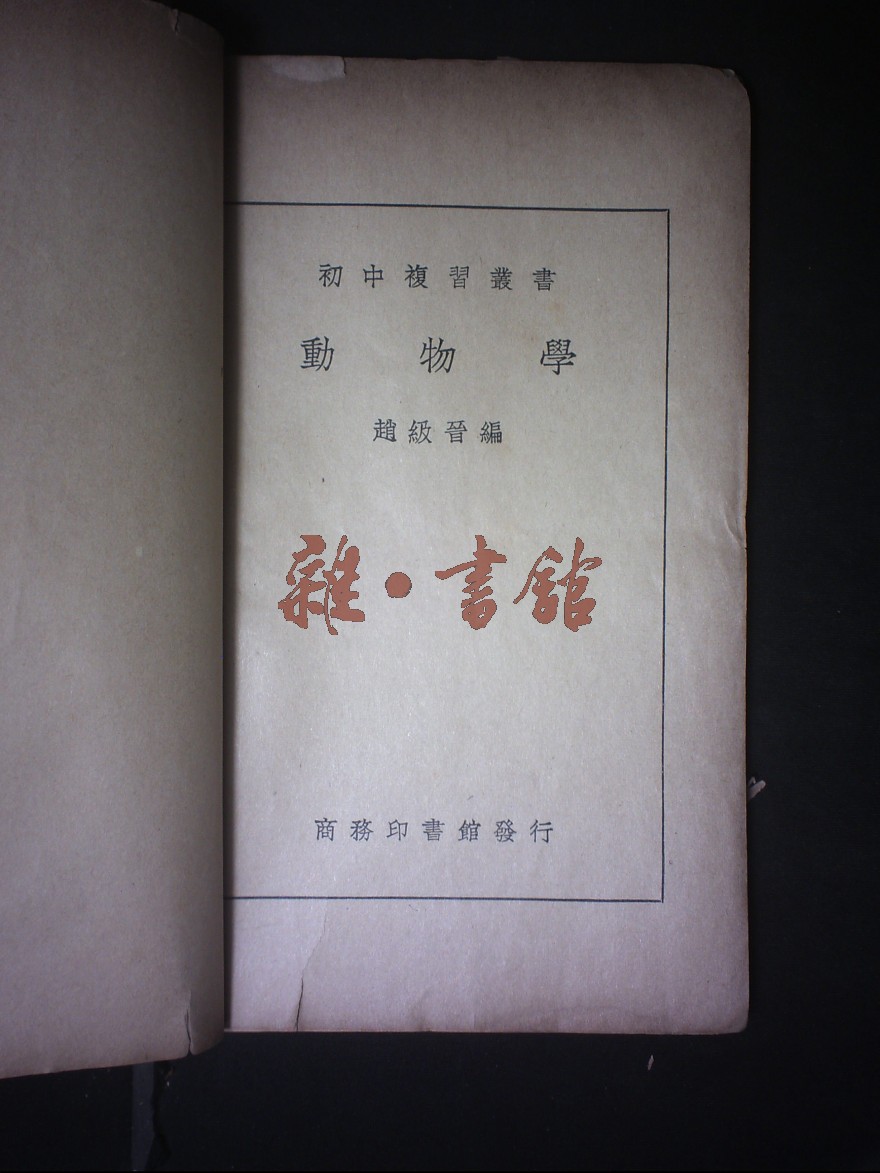 初中複習叢書
動物學
趙級晉編
雜·書館
商務印書館發行